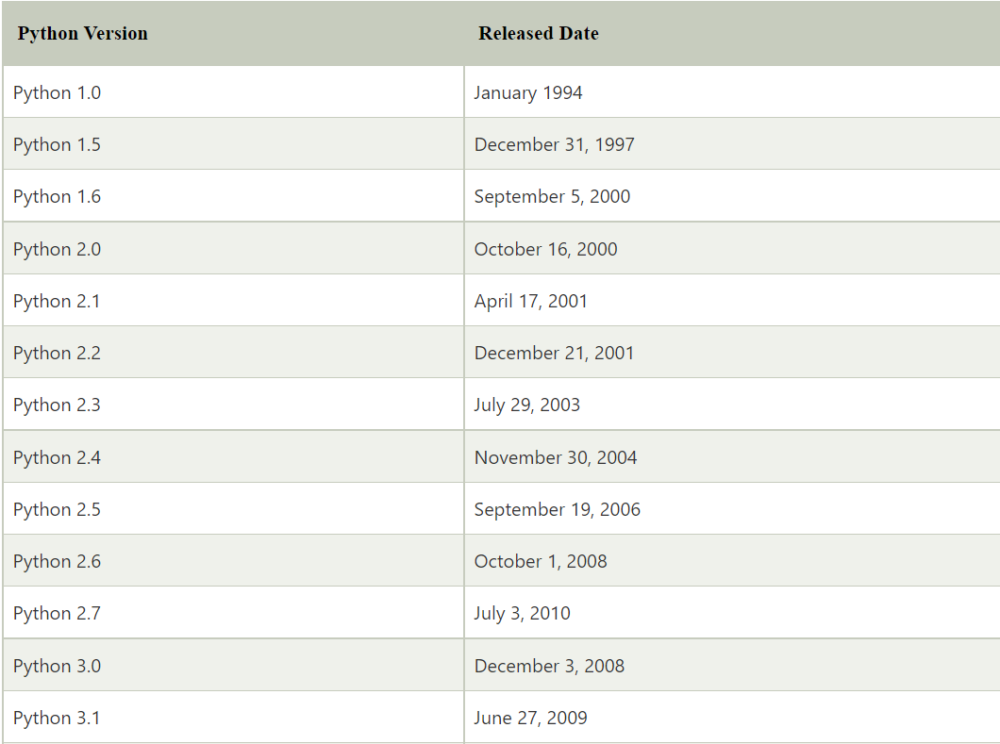 Python Version Released Date
Python 1.0 January 1994
Python 1.5 December 31, 1997
Python 1.6 September 5, 2000
Python 2.0 October 16, 2000
Python 2.1 April 17, 2001
Python 2.2 December 21, 2001
Python 2.3 July 29, 2003
Python 2.4 November 30, 2004
Python 2.5 September 19, 2006
Python 2.6 October 1, 2008
Python 2.7 July 3, 2010
Python 3.0 December 3, 2008
Python 3.1 June 27, 2009